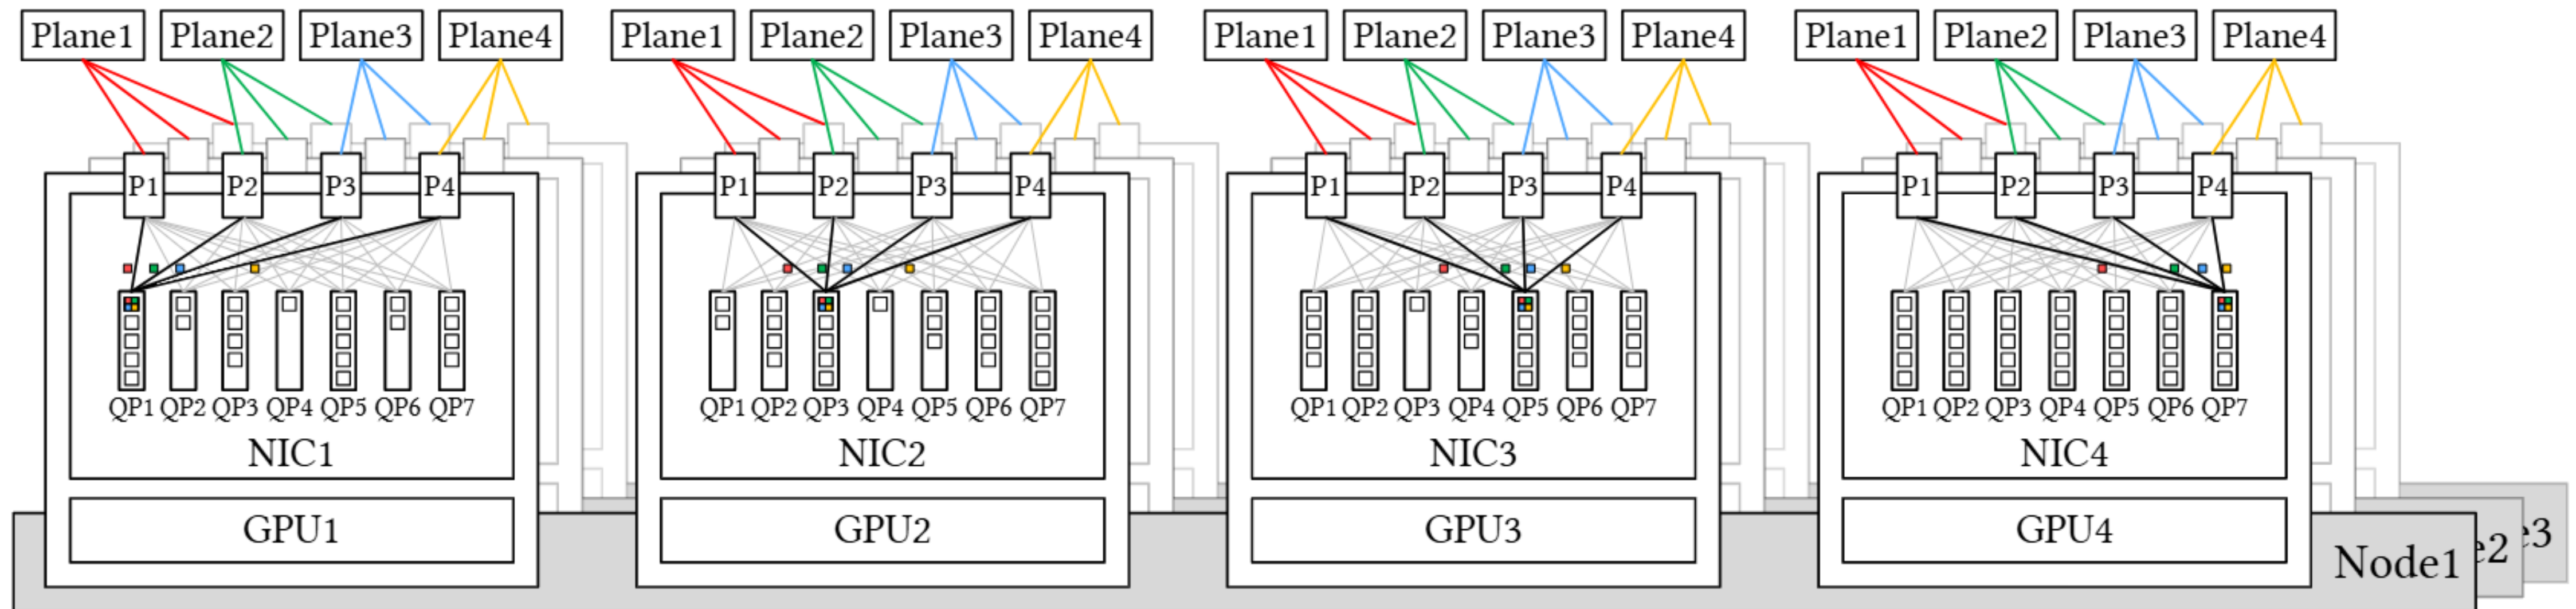 Plane1 Plane2 Plane3 Plane4 Plane1 Plane2 Plane3 Plane4 Plane1 Plane2 Plane3 Plane4 Plane1 Plane2 Plane3 Plane4
P1 P2 P3 P4 P1 P2 P3 P4 P1 P2 P3 P4 P1 P2 P3 P4
QP1 QP2 QP3 QP4 QP5 QP6 QP7 QP1 QP2 QP3 QP4 QP5 QP6 QP7 QP1 QP2 QP3 QP4 QP5 QP6 QP7 QP1 QP2 QP3 QP4 QP5 QP6 QP7
NIC1 NIC2 NIC3 NIC4
GPU1 GPU2 GPU3 GPU4
Node1 e2 e3